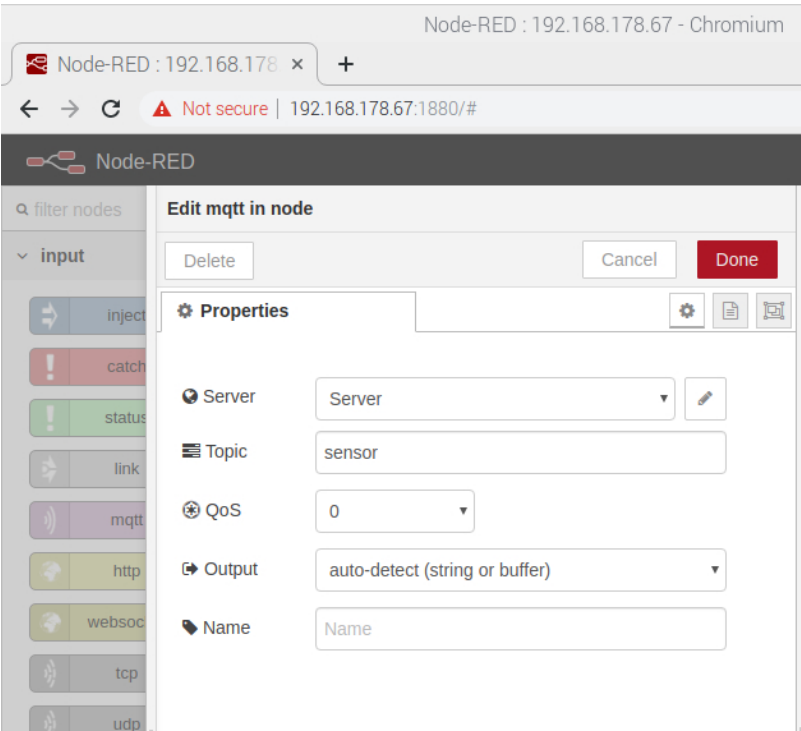 Node-RED : 192.168.178.67 - Chromium
Node-RED : 192.168.178
Not secure | 192.168.178.67:1880/#
Node-RED
filter nodes
Edit mqtt in node
input
Delete
Cancel
Done
Properties
inject
catch
status
link
mqtt
http
websoc
tcp
udp
Server
Server
Topic
sensor
QoS
0
Output
auto-detect (string or buffer)
Name
Name